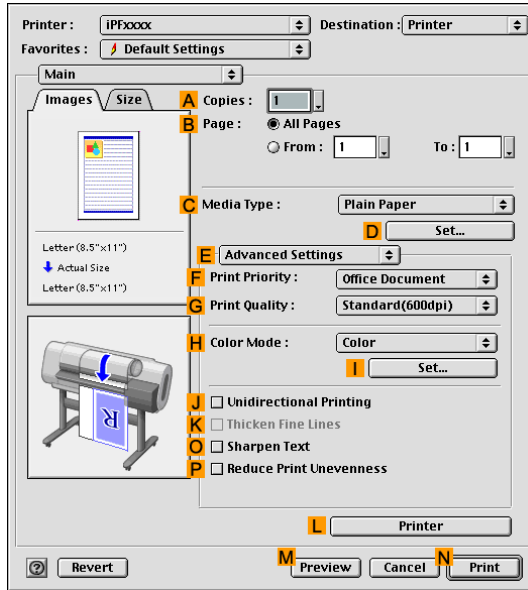 Printer : iPFxxxx Destination : Printer
Favorites : Default Settings
Main
Images Size
A Copies : 1
B Page : All Pages
From : 1 To : 1
C Media Type : Plain Paper
D Set...
Letter (8.5"x11")
Actual Size
Letter (8.5"x11")
E Advanced Settings
F Print Priority : Office Document
G Print Quality : Standard(600dpi)
H Color Mode : Color
I Set...
R
J Unidirectional Printing
K Thicken Fine Lines
O Sharpen Text
P Reduce Print Unevenness
L Printer
? Revert M Preview Cancel N Print